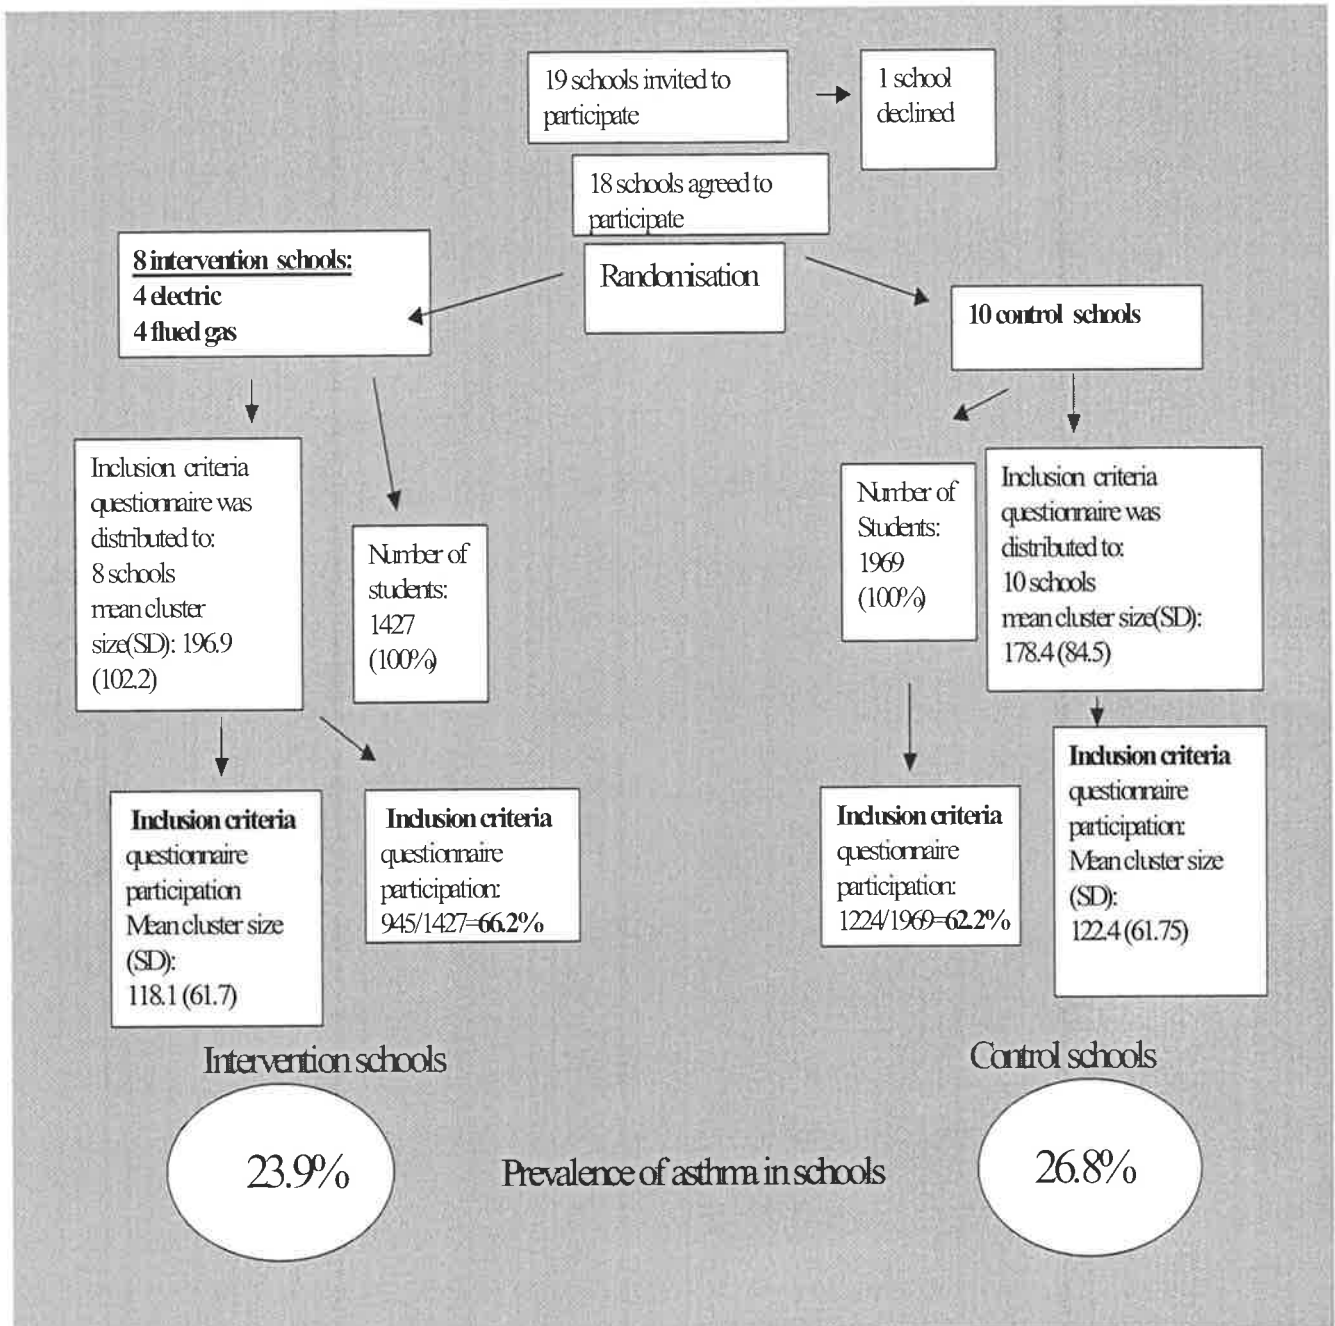 19 schools invited to
participate
1 school
declined
18 schools agreed to
participate
Randomisation
8 intervention schools:
4 electric
4 flued gas
10 control schools
Inclusion criteria
questionnaire was
distributed to:
8 schools
mean cluster
size(SD): 196.9
(102.2)
Number of
students:
1427
(100%)
Number of
Students:
1969
(100%)
Inclusion criteria
questionnaire was
distributed to:
10 schools
mean cluster size(SD):
178.4 (84.5)
Inclusion criteria
questionnaire
participation
Mean cluster size
(SD):
118.1 (61.7)
Inclusion criteria
questionnaire
participation:
945/1427=66.2%
Inclusion criteria
questionnaire
participation:
1224/1969=62.2%
Inclusion criteria
questionnaire
participation:
Mean cluster size
(SD):
122.4 (61.75)
Intervention schools
Control schools
23.9%
Prevalence of asthma in schools
26.8%